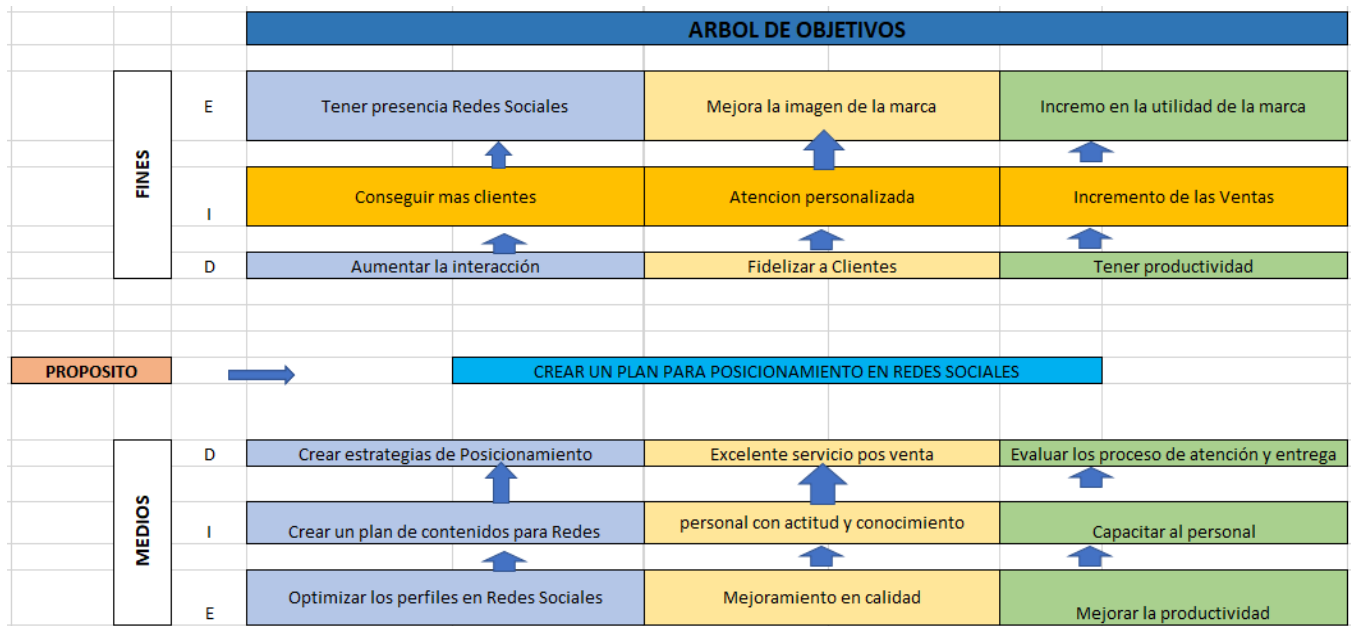 ARBOL DE OBJETIVOS
FINES
E
Tener presencia Redes Sociales
Mejora la imagen de la marca
Incremo en la utilidad de la marca
I
Conseguir mas clientes
Atencion personalizada
Incremento de las Ventas
D
Aumentar la interacción
Fidelizar a Clientes
Tener productividad
PROPOSITO
CREAR UN PLAN PARA POSICIONAMIENTO EN REDES SOCIALES
MEDIOS
D
Crear estrategias de Posicionamiento
Excelente servicio pos venta
Evaluar los proceso de atención y entrega
I
Crear un plan de contenidos para Redes
personal con actitud y conocimiento
Capacitar al personal
E
Optimizar los perfiles en Redes Sociales
Mejoramiento en calidad
Mejorar la productividad